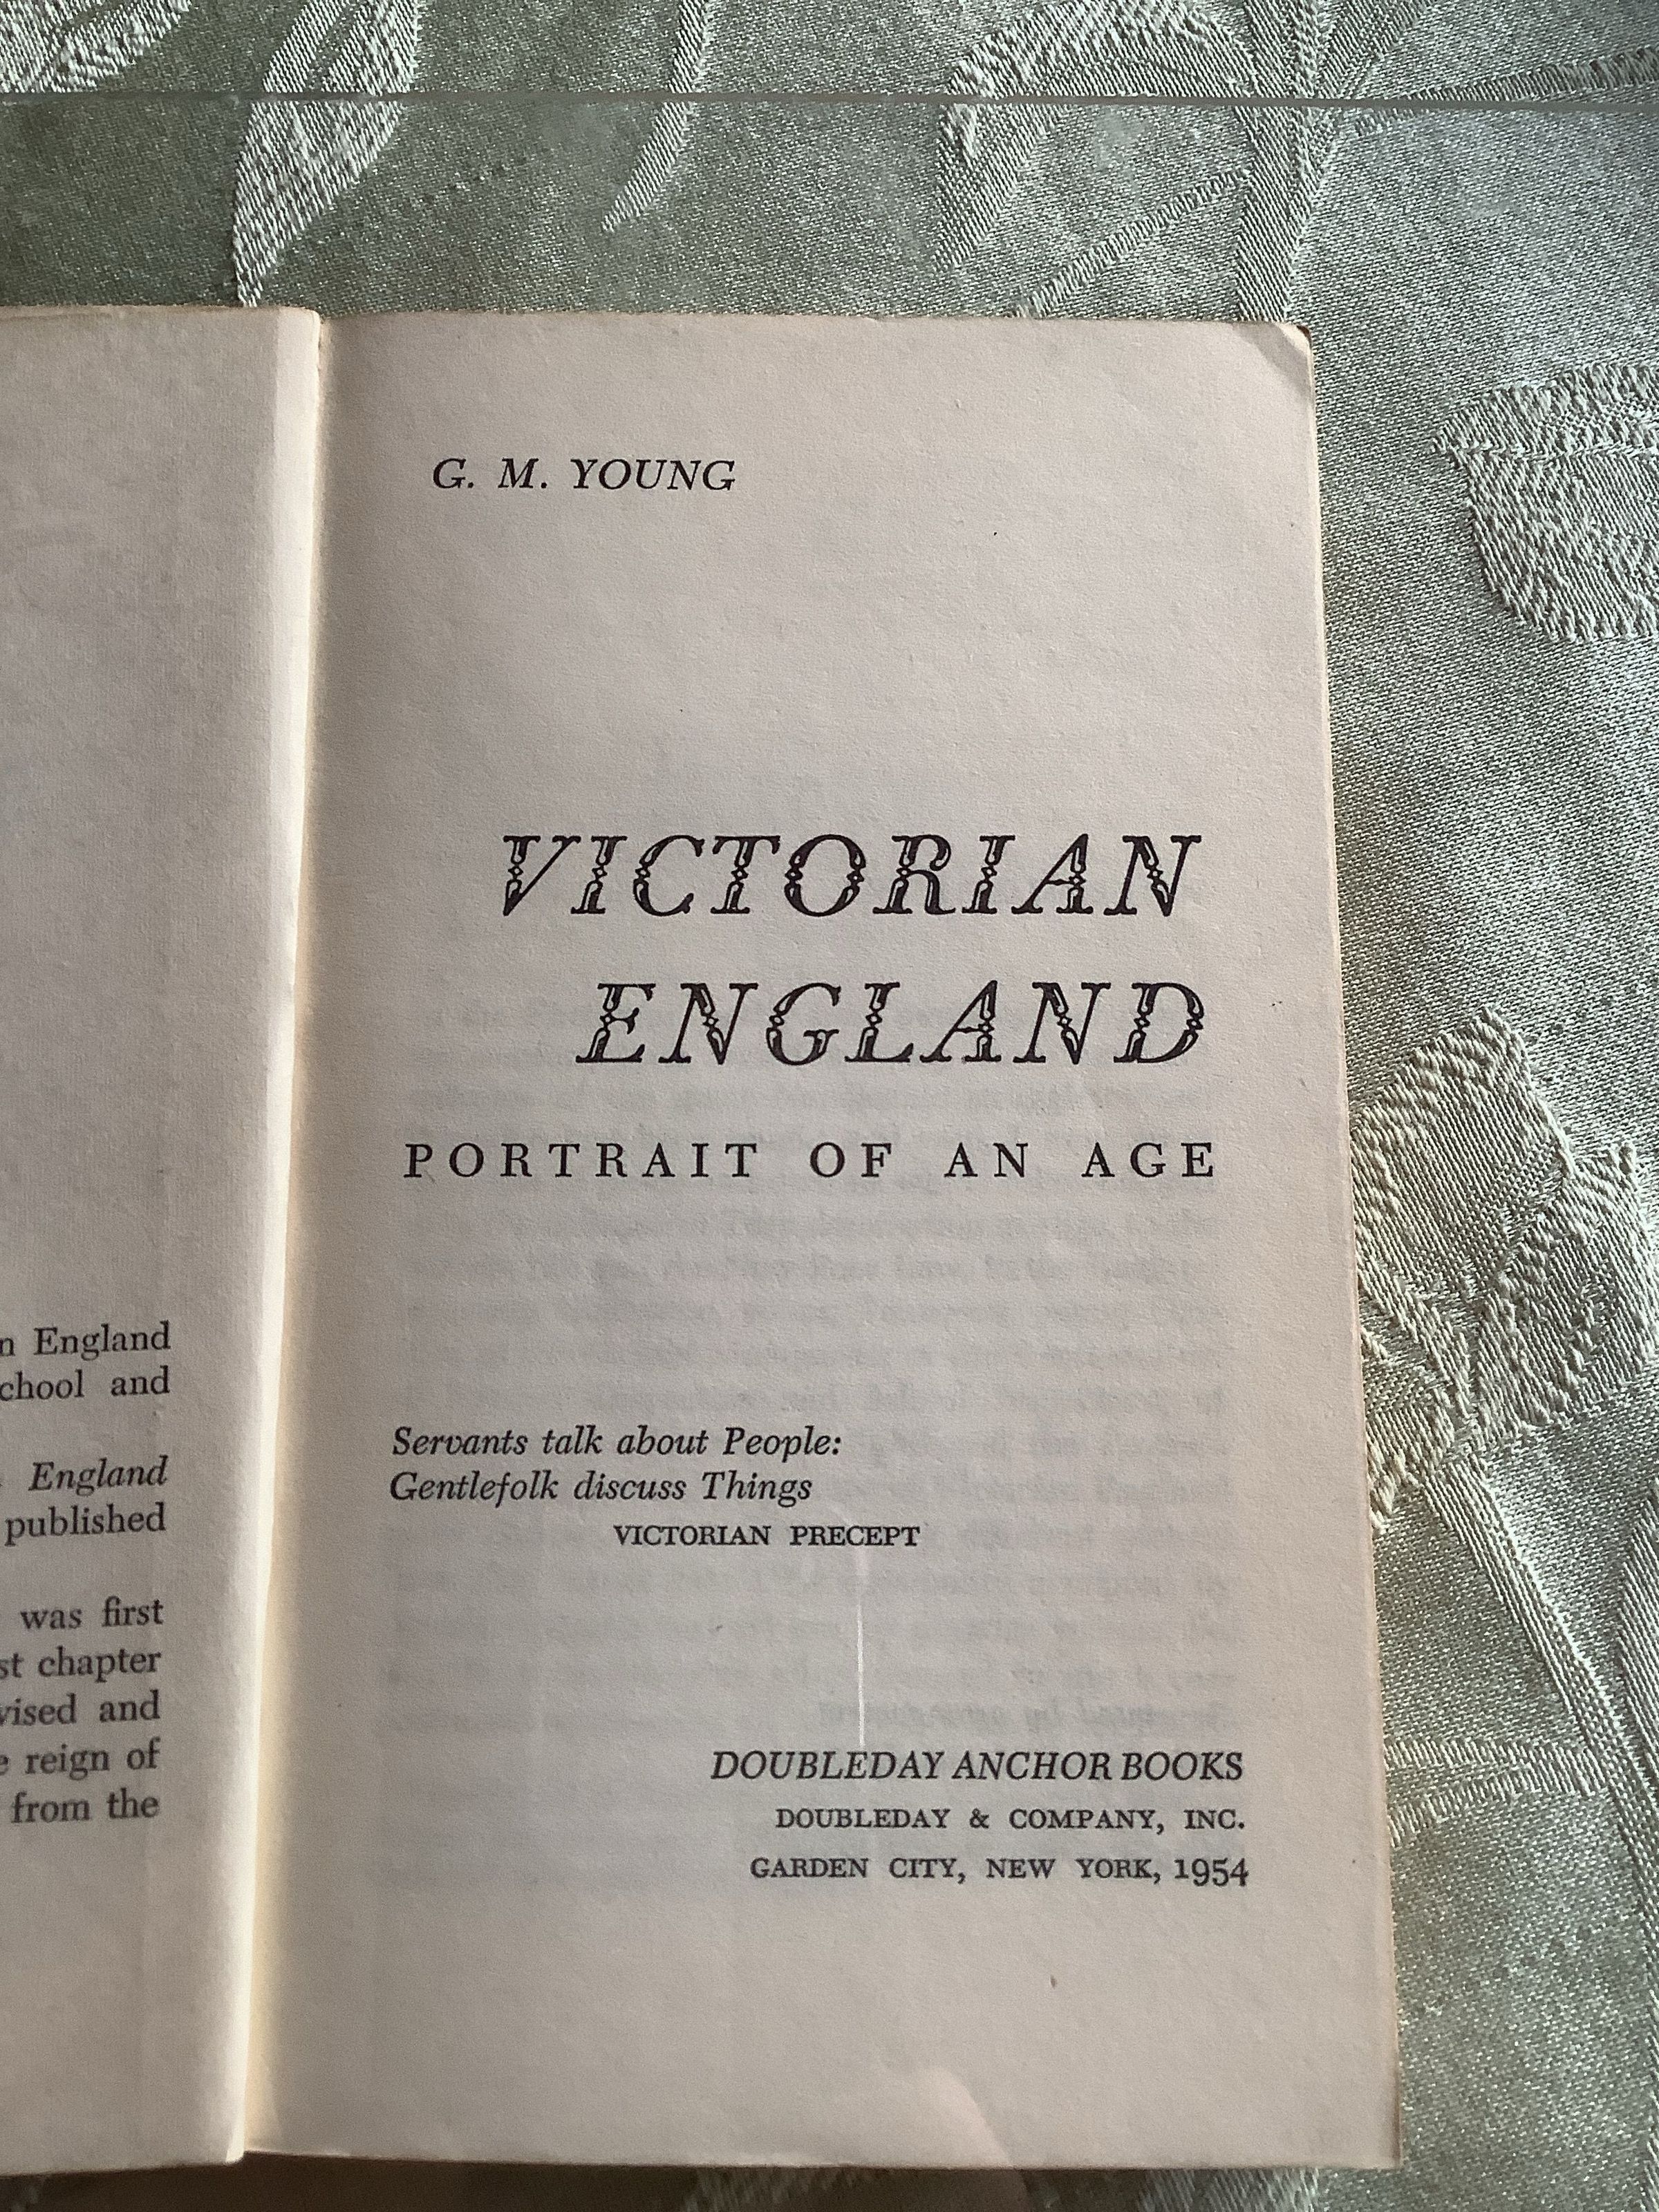 n England
chool and
England
published
was first
st chapter
vised and
e reign of
from the
G. M. YOUNG
VICTORIAN
ENGLAND
PORTRAIT OF AN AGE
Servants talk about People:
Gentlefolk discuss Things
VICTORIAN PRECEPT
DOUBLEDAY ANCHOR BOOKS
DOUBLEDAY & COMPANY, INC.
GARDEN CITY, NEW YORK, 1954